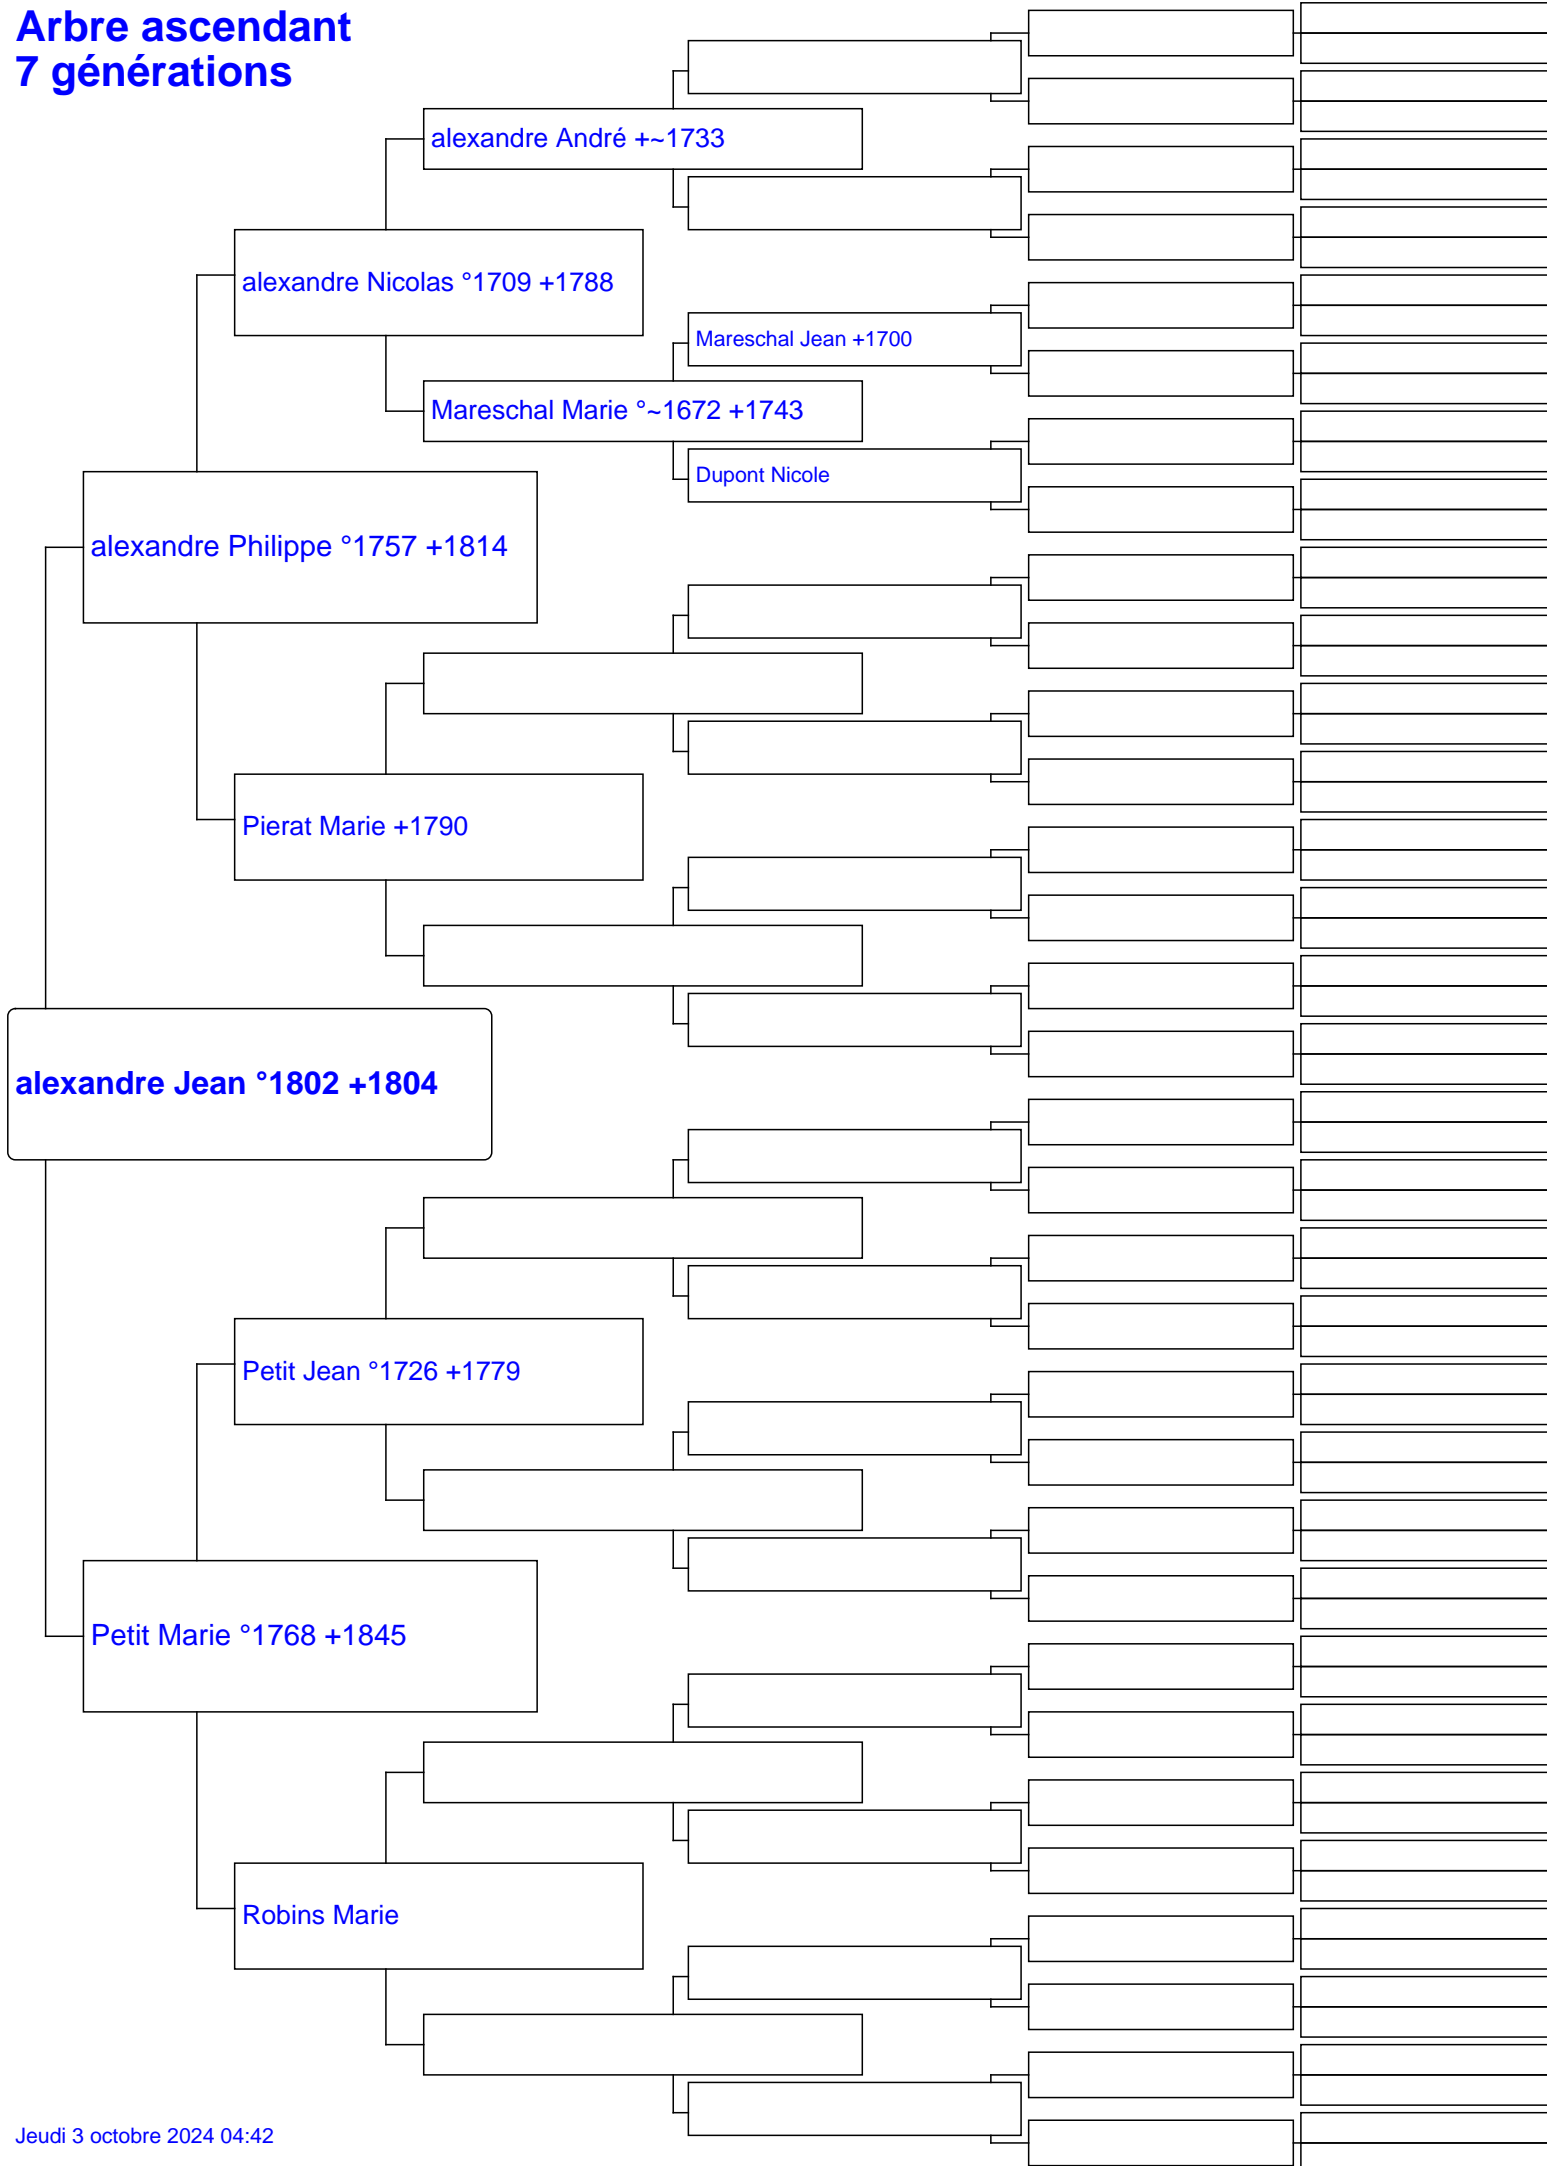 Arbre ascendant
7 générations
alexandre André +~1733
alexandre Nicolas °1709 +1788
Mareschal Jean +1700
Mareschal Marie °~1672 +1743
Dupont Nicole
alexandre Philippe °1757 +1814
Pierat Marie +1790
alexandre Jean °1802 +1804
Petit Jean °1726 +1779
Petit Marie °1768 +1845
Robins Marie
Jeudi 3 octobre 2024 04:42